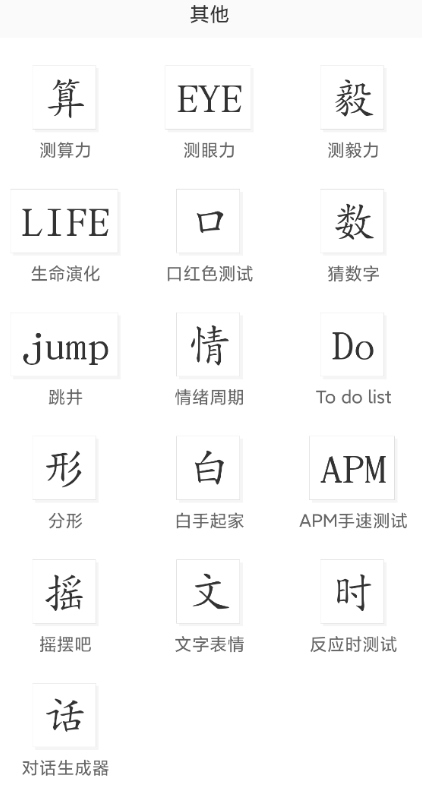 其他
算 EYE 毅
测算力 测眼力 测毅力
LIFE 口 数
生命演化 口红色测试 猜数字
jump 情 Do
跳井 情绪周期 To do list
形 白 APM
分形 白手起家 APM手速测试
摇 文 时
摇摆吧 文字表情 反应时测试
话
对话生成器